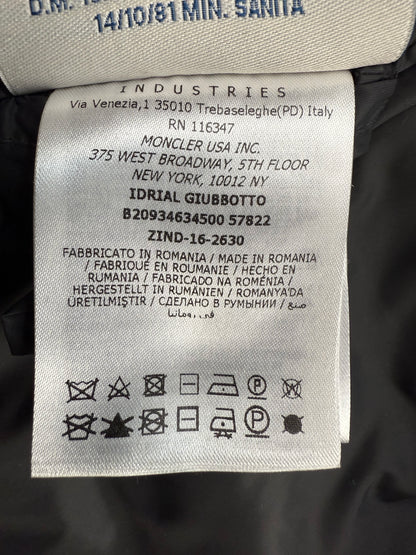 14/10/81 MIN. SANITÀ
INDUSTRIES
Via Venezia,1 35010 Trebaseleghe(PD) Italy
RN 116347
MONCLER USA INC.
375 WEST BROADWAY, 5TH FLOOR
NEW YORK, 10012 NY
IDRIAL GIUBBOTTO
B20934634500 57822
ZIND-16-2630
FABBRICATO IN ROMANIA / MADE IN ROMANIA
/ FABRIQUÉ EN ROUMANIE / HECHO EN
RUMANIA / FABRICADO NA ROMÉNIA /
HERGESTELLT IN RUMÄNIEN / ROMANYA'DA
ÜRETILMIŞTIR / СДЕЛАНО В РУМЫНИИ / صنع
في رومانيا
P W
P